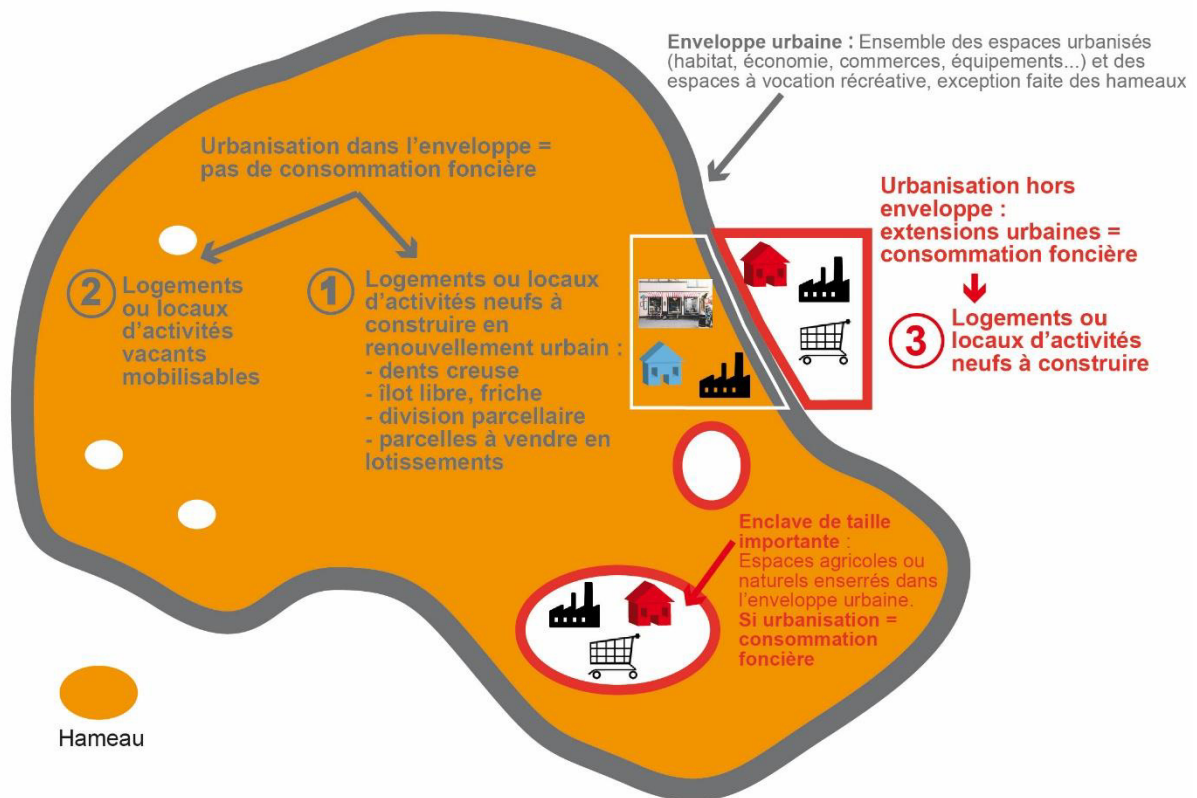 Enveloppe urbaine : Ensemble des espaces urbanisés
(habitat, économie, commerces, équipements...) et des
espaces à vocation récréative, exception faite des hameaux
Urbanisation dans l'enveloppe =
pas de consommation foncière
2
Logements
ou locaux
d'activités
vacants
mobilisables
1
Logements ou locaux
d'activités neufs à
construire en
renouvellement urbain :
- dents creuse
- îlot libre, friche
- division parcellaire
- parcelles à vendre en
lotissements
Urbanisation hors
enveloppe :
extensions urbaines =
consommation foncière
3
Logements ou
locaux d'activités
neufs à construire
Enclave de taille
importante :
Espaces agricoles ou
naturels enserrés dans
l'enveloppe urbaine.
Si urbanisation =
consommation
foncière
Hameau